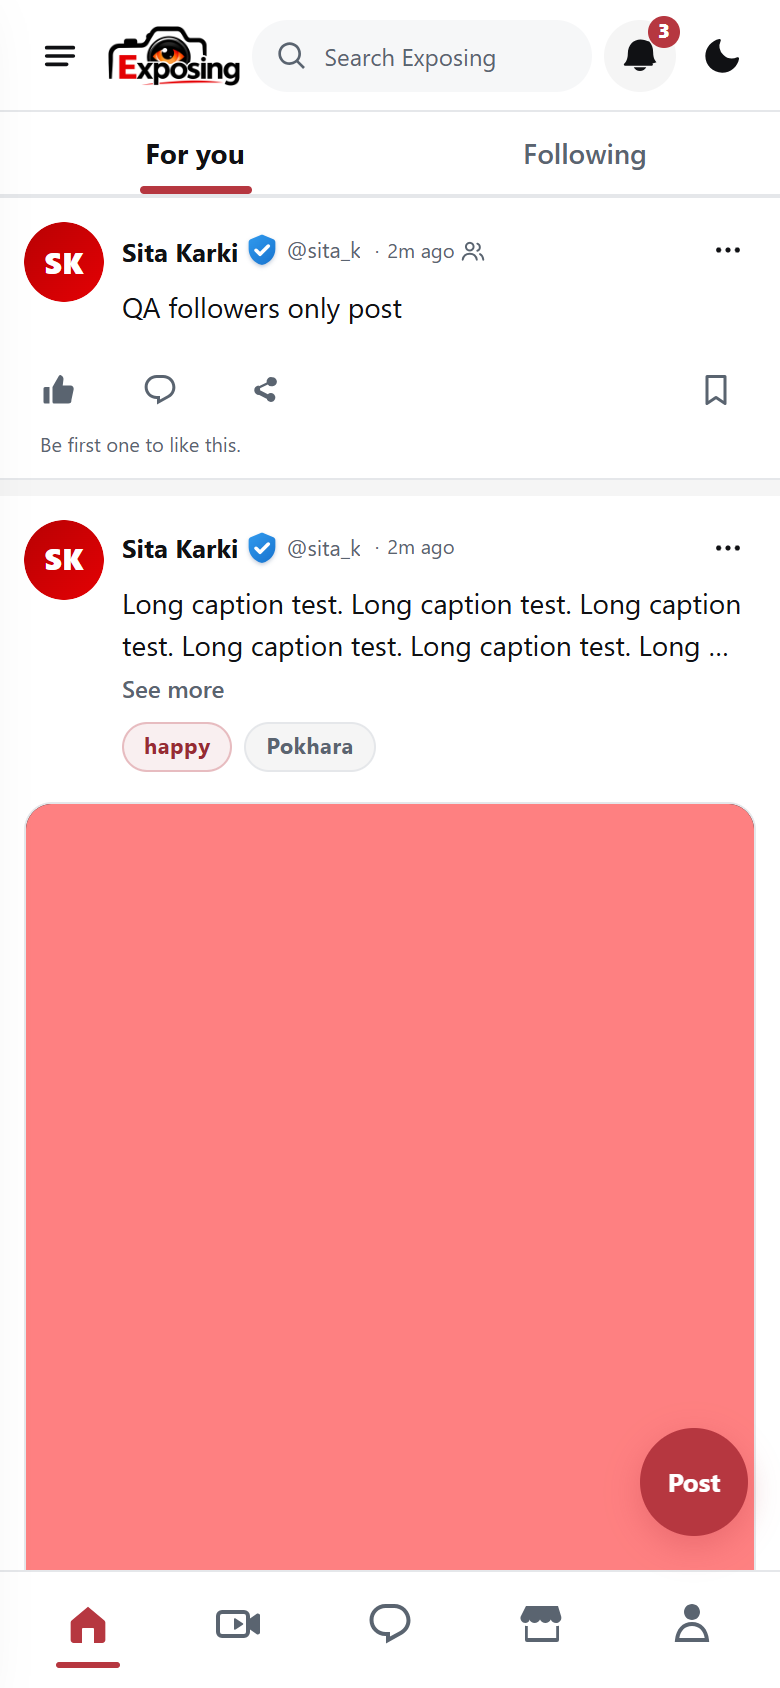 Exposing
Search Exposing
3
For you
Following
SK
Sita Karki @sita_k · 2m ago
QA followers only post
Be first one to like this.
SK
Sita Karki @sita_k · 2m ago
Long caption test. Long caption test. Long caption
test. Long caption test. Long caption test. Long ...
See more
happy
Pokhara
Post